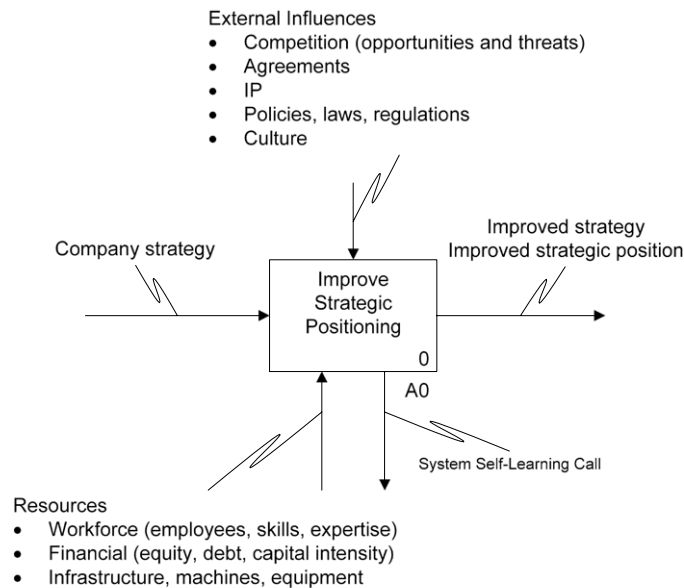 External Influences
• Competition (opportunities and threats)
• Agreements
• IP
• Policies, laws, regulations
• Culture
Company strategy
Improved strategy
Improved strategic position
Improve
Strategic
Positioning
0
A0
System Self-Learning Call
Resources
• Workforce (employees, skills, expertise)
• Financial (equity, debt, capital intensity)
• Infrastructure, machines, equipment